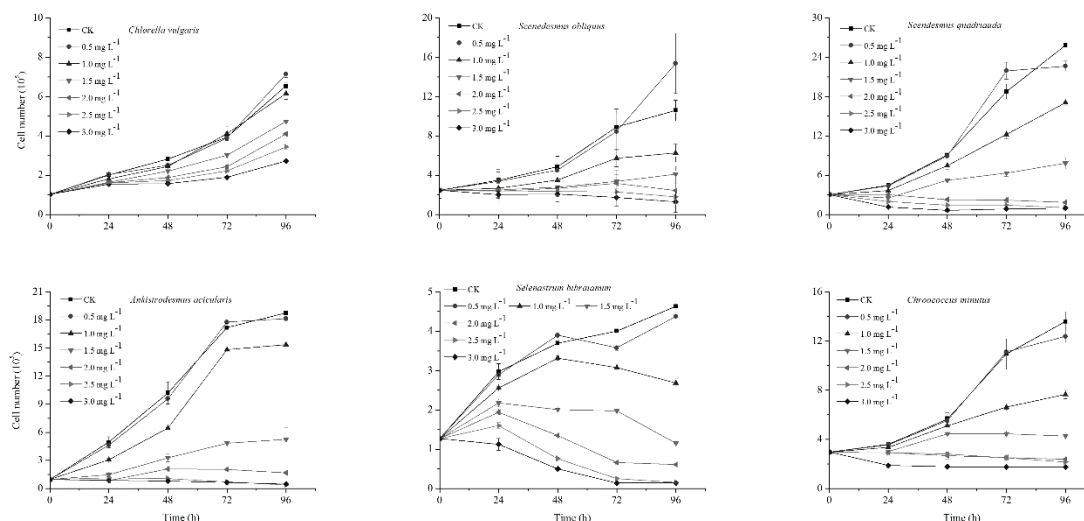 CK
Chlorella vulgaris
0.5 mg L⁻¹
1.0 mg L⁻¹
1.5 mg L⁻¹
2.0 mg L⁻¹
2.5 mg L⁻¹
3.0 mg L⁻¹
Cell number (10⁵)
10
8
6
4
2
0
0 24 48 72 96
CK
Scenedesmus obliquus
0.5 mg L⁻¹
1.0 mg L⁻¹
1.5 mg L⁻¹
2.0 mg L⁻¹
2.5 mg L⁻¹
3.0 mg L⁻¹
20
16
12
8
4
0
0 24 48 72 96
CK
Scendesmus quadriauda
0.5 mg L⁻¹
1.0 mg L⁻¹
1.5 mg L⁻¹
2.0 mg L⁻¹
2.5 mg L⁻¹
3.0 mg L⁻¹
30
24
18
12
6
0
0 24 48 72 96
CK
Ankistrodesmus acicularis
0.5 mg L⁻¹
1.0 mg L⁻¹
1.5 mg L⁻¹
2.0 mg L⁻¹
2.5 mg L⁻¹
3.0 mg L⁻¹
Cell number (10⁵)
21
18
15
12
9
6
3
0
0 24 48 72 96
Time (h)
CK
Selenastrum bibraianum
0.5 mg L⁻¹ 1.0 mg L⁻¹ 1.5 mg L⁻¹
2.0 mg L⁻¹
2.5 mg L⁻¹
3.0 mg L⁻¹
5
4
3
2
1
0
0 24 48 72 96
Time (h)
CK
Chroococcus minutus
0.5 mg L⁻¹
1.0 mg L⁻¹
1.5 mg L⁻¹
2.0 mg L⁻¹
2.5 mg L⁻¹
3.0 mg L⁻¹
16
12
8
4
0
0 24 48 72 96
Time (h)